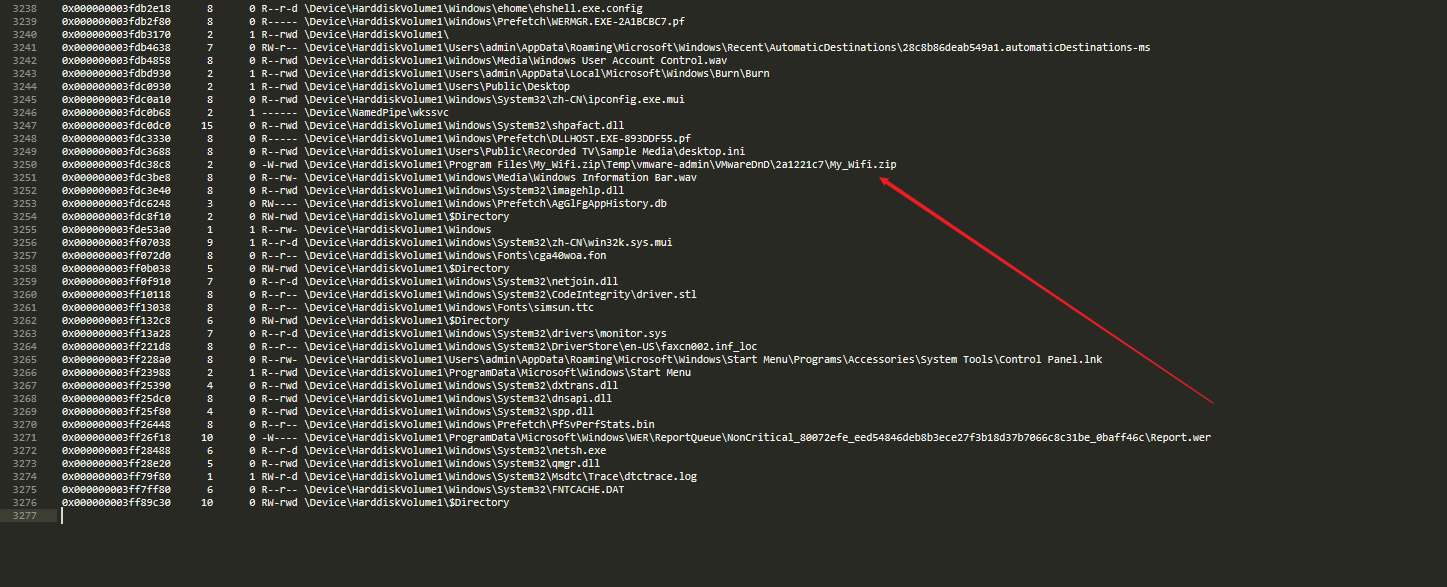 3238 0x000000003fdb2e18 8 0 R--r-d \Device\HarddiskVolume1\Windows\ehome\ehshell.exe.config
3239 0x000000003fdb2f80 8 0 R----- \Device\HarddiskVolume1\Windows\Prefetch\WERMGR.EXE-2A1BCBC7.pf
3240 0x000000003fdb3170 2 1 R--rwd \Device\HarddiskVolume1\
3241 0x000000003fdb4638 7 0 RW-r-- \Device\HarddiskVolume1\Users\admin\AppData\Roaming\Microsoft\Windows\Recent\AutomaticDestinations\28c8b86deab549a1.automaticDestinations-ms
3242 0x000000003fdb4858 8 0 R--rwd \Device\HarddiskVolume1\Windows\Media\Windows User Account Control.wav
3243 0x000000003fdbd930 2 1 R--rwd \Device\HarddiskVolume1\Users\admin\AppData\Local\Microsoft\Windows\Burn\Burn
3244 0x000000003fdc0930 2 1 R--rwd \Device\HarddiskVolume1\Users\Public\Desktop
3245 0x000000003fdc0a10 8 0 R--rwd \Device\HarddiskVolume1\Windows\System32\zh-CN\ipconfig.exe.mui
3246 0x000000003fdc0b68 2 1 ------ \Device\NamedPipe\wkssvc
3247 0x000000003fdc0dc0 15 0 R--rwd \Device\HarddiskVolume1\Windows\System32\shpafact.dll
3248 0x000000003fdc3330 8 0 R----- \Device\HarddiskVolume1\Windows\Prefetch\DLLHOST.EXE-893DDF55.pf
3249 0x000000003fdc3688 8 0 R--rwd \Device\HarddiskVolume1\Users\Public\Recorded TV\Sample Media\desktop.ini
3250 0x000000003fdc38c8 2 0 -W-rwd \Device\HarddiskVolume1\Program Files\My_Wifi.zip\Temp\vmware-admin\VMwareDnD\2a1221c7\My_Wifi.zip
3251 0x000000003fdc3be8 8 0 R--rw- \Device\HarddiskVolume1\Windows\Media\Windows Information Bar.wav
3252 0x000000003fdc3e40 8 0 R--rwd \Device\HarddiskVolume1\Windows\System32\imagehlp.dll
3253 0x000000003fdc6248 3 0 RW---- \Device\HarddiskVolume1\Windows\Prefetch\AgGlFgAppHistory.db
3254 0x000000003fdc8f10 2 0 RW-rwd \Device\HarddiskVolume1\$Directory
3255 0x000000003fde53a0 1 1 R--rw- \Device\HarddiskVolume1\Windows
3256 0x000000003ff07038 9 1 R--r-d \Device\HarddiskVolume1\Windows\System32\zh-CN\win32k.sys.mui
3257 0x000000003ff072d0 8 0 R--r-- \Device\HarddiskVolume1\Windows\Fonts\cga40woa.fon
3258 0x000000003ff0b038 5 0 RW-rwd \Device\HarddiskVolume1\$Directory
3259 0x000000003ff0f910 7 0 R--r-d \Device\HarddiskVolume1\Windows\System32\netjoin.dll
3260 0x000000003ff10118 8 0 R--r-- \Device\HarddiskVolume1\Windows\System32\CodeIntegrity\driver.stl
3261 0x000000003ff13038 8 0 R--r-- \Device\HarddiskVolume1\Windows\Fonts\simsun.ttc
3262 0x000000003ff132c8 6 0 RW-rwd \Device\HarddiskVolume1\$Directory
3263 0x000000003ff13a28 7 0 R--r-d \Device\HarddiskVolume1\Windows\System32\drivers\monitor.sys
3264 0x000000003ff221d8 8 0 R--r-- \Device\HarddiskVolume1\Windows\System32\DriverStore\en-US\faxcn002.inf_loc
3265 0x000000003ff228a0 8 0 R--rw- \Device\HarddiskVolume1\Users\admin\AppData\Roaming\Microsoft\Windows\Start Menu\Programs\Accessories\System Tools\Control Panel.lnk
3266 0x000000003ff23988 2 1 R--rwd \Device\HarddiskVolume1\ProgramData\Microsoft\Windows\Start Menu
3267 0x000000003ff25390 4 0 R--rwd \Device\HarddiskVolume1\Windows\System32\dxtrans.dll
3268 0x000000003ff25dc0 8 0 R--rwd \Device\HarddiskVolume1\Windows\System32\dnsapi.dll
3269 0x000000003ff25f80 4 0 R--rwd \Device\HarddiskVolume1\Windows\System32\spp.dll
3270 0x000000003ff26448 8 0 R--r-- \Device\HarddiskVolume1\Windows\Prefetch\PfSvPerfStats.bin
3271 0x000000003ff26f18 10 0 -W---- \Device\HarddiskVolume1\ProgramData\Microsoft\Windows\WER\ReportQueue\NonCritical_80072efe_eed54846deb8b3ece27f3b18d37b7066c8c31be_0baff46c\Report.wer
3272 0x000000003ff28488 6 0 R--r-d \Device\HarddiskVolume1\Windows\System32\netsh.exe
3273 0x000000003ff28e20 5 0 R--rwd \Device\HarddiskVolume1\Windows\System32\qmgr.dll
3274 0x000000003ff79f80 1 1 RW-r-d \Device\HarddiskVolume1\Windows\System32\Msdtc\Trace\dtctrace.log
3275 0x000000003ff7ff80 6 0 R--r-- \Device\HarddiskVolume1\Windows\System32\FNTCACHE.DAT
3276 0x000000003ff89c30 10 0 RW-rwd \Device\HarddiskVolume1\$Directory
3277